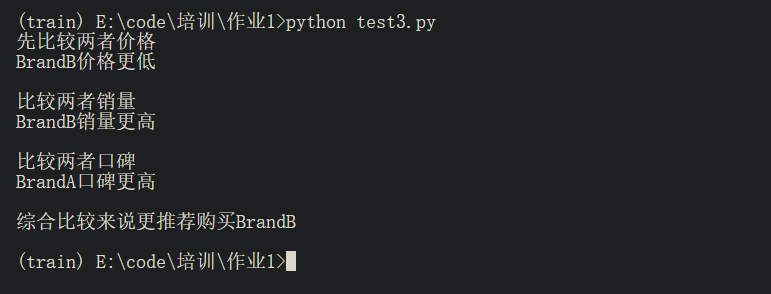 (train) E:\code\培训\作业1>python test3.py
先比较两者价格
BrandB价格更低
比较两者销量
BrandB销量更高
比较两者口碑
BrandA口碑更高
综合比较来说更推荐购买BrandB
(train) E:\code\培训\作业1>